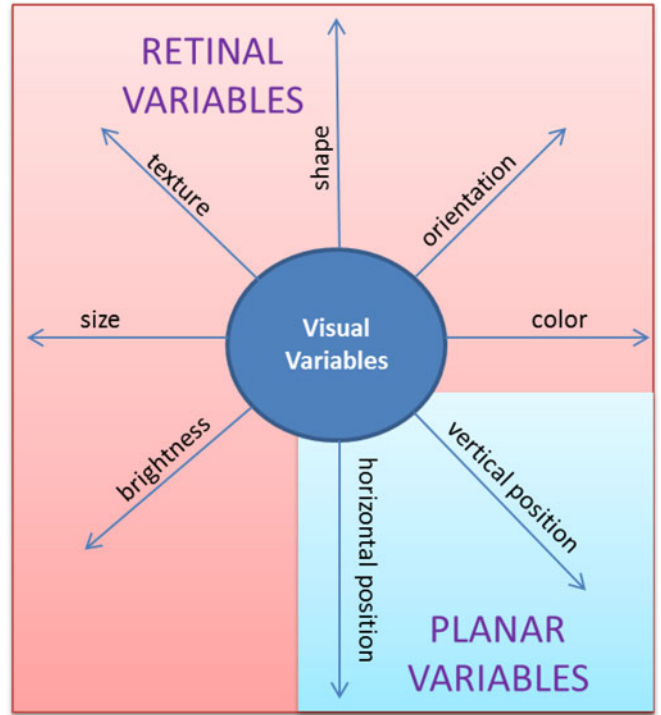 RETINAL
VARIABLES
shape
texture
orientation
size
Visual
Variables
color
brightness
horizontal position
vertical position
PLANAR
VARIABLES